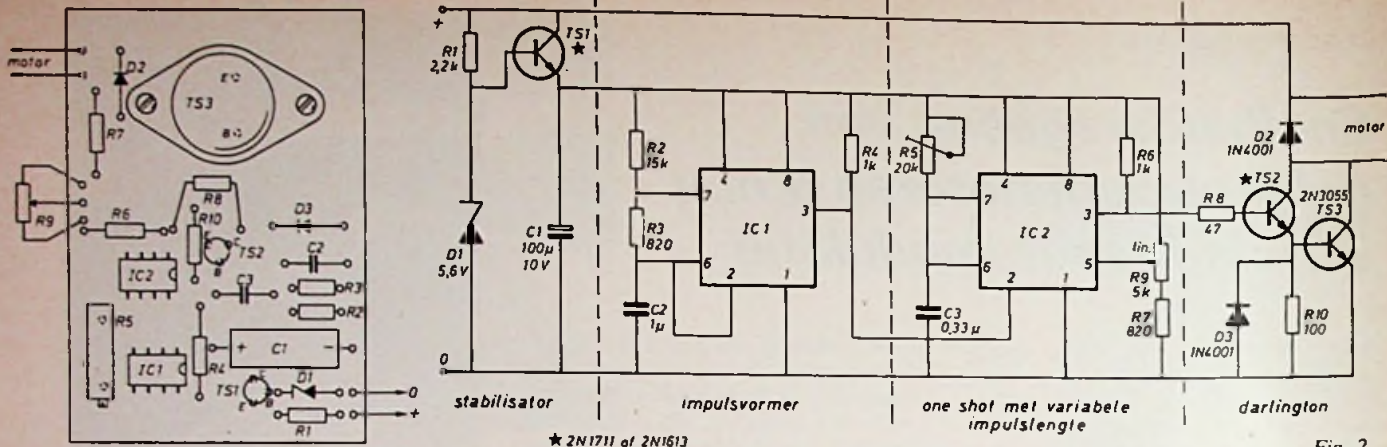 motor
D2
E
TS3
B
R7
R9
R8
R6
R10
D3
TS2
IC2
C2
C3
R3
R2
R5
IC1
R4
+ C1 -
TS1
D1
E
B
0
+
R1
+
R1
2,2k
TS1
★
D1
5,6V
C1
100µ
10V
0
stabilisator
R2
15k
R3
820
C2
1µ
4
8
7
3
IC 1
6
2
1
R4
1k
impulsvormer
R5
20k
C3
0,33µ
4
8
7
3
IC 2
6
5
2
1
R6
1k
lin.
R9
5k
R7
820
one shot met variabele
impulslengte
D2
1N4001
motor
★TS2
2N3055
TS3
R8
47
D3
1N4001
R10
100
darlington
★ 2N1711 of 2N1613
Fig. 2